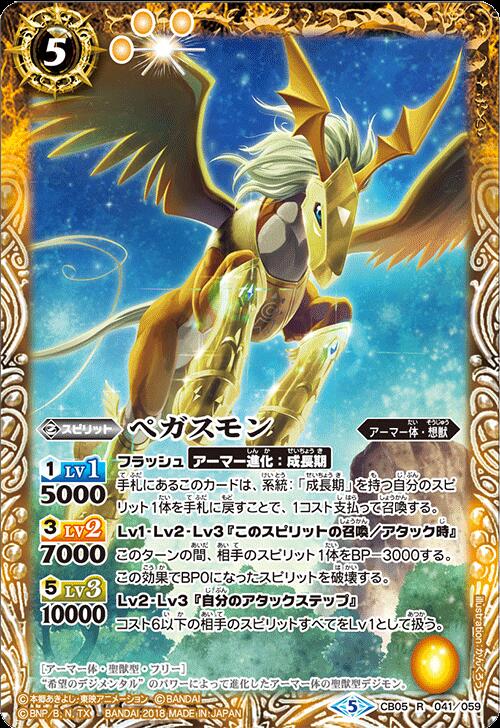 5
②スピリット ペガスモン アーマー体・想獣
1 LV1 5000
3 LV2 7000
5 LV3 10000
フラッシュ 【アーマー進化:成長期】
手札にあるこのカードは、系統:「成長期」を持つ自分のスピ
リット1体を手札に戻すことで、1コスト支払って召喚する。
Lv1・Lv2・Lv3『このスピリットの召喚/アタック時』
このターンの間、相手のスピリット1体をBP-3000する。
この効果でBP0になったスピリットを破壊する。
Lv2・Lv3『自分のアタックステップ』
コスト6以下の相手のスピリットすべてをLv1として扱う。
[アーマー体・聖獣型・フリー]
"希望のデジメンタル"のパワーによって進化したアーマー体の聖獣型デジモン。
©本郷あきよし・東映アニメーション ©BANDAI
©BNP/B, N, TX ©BANDAI 2018 MADE IN JAPAN
5 CB05 R 041/059